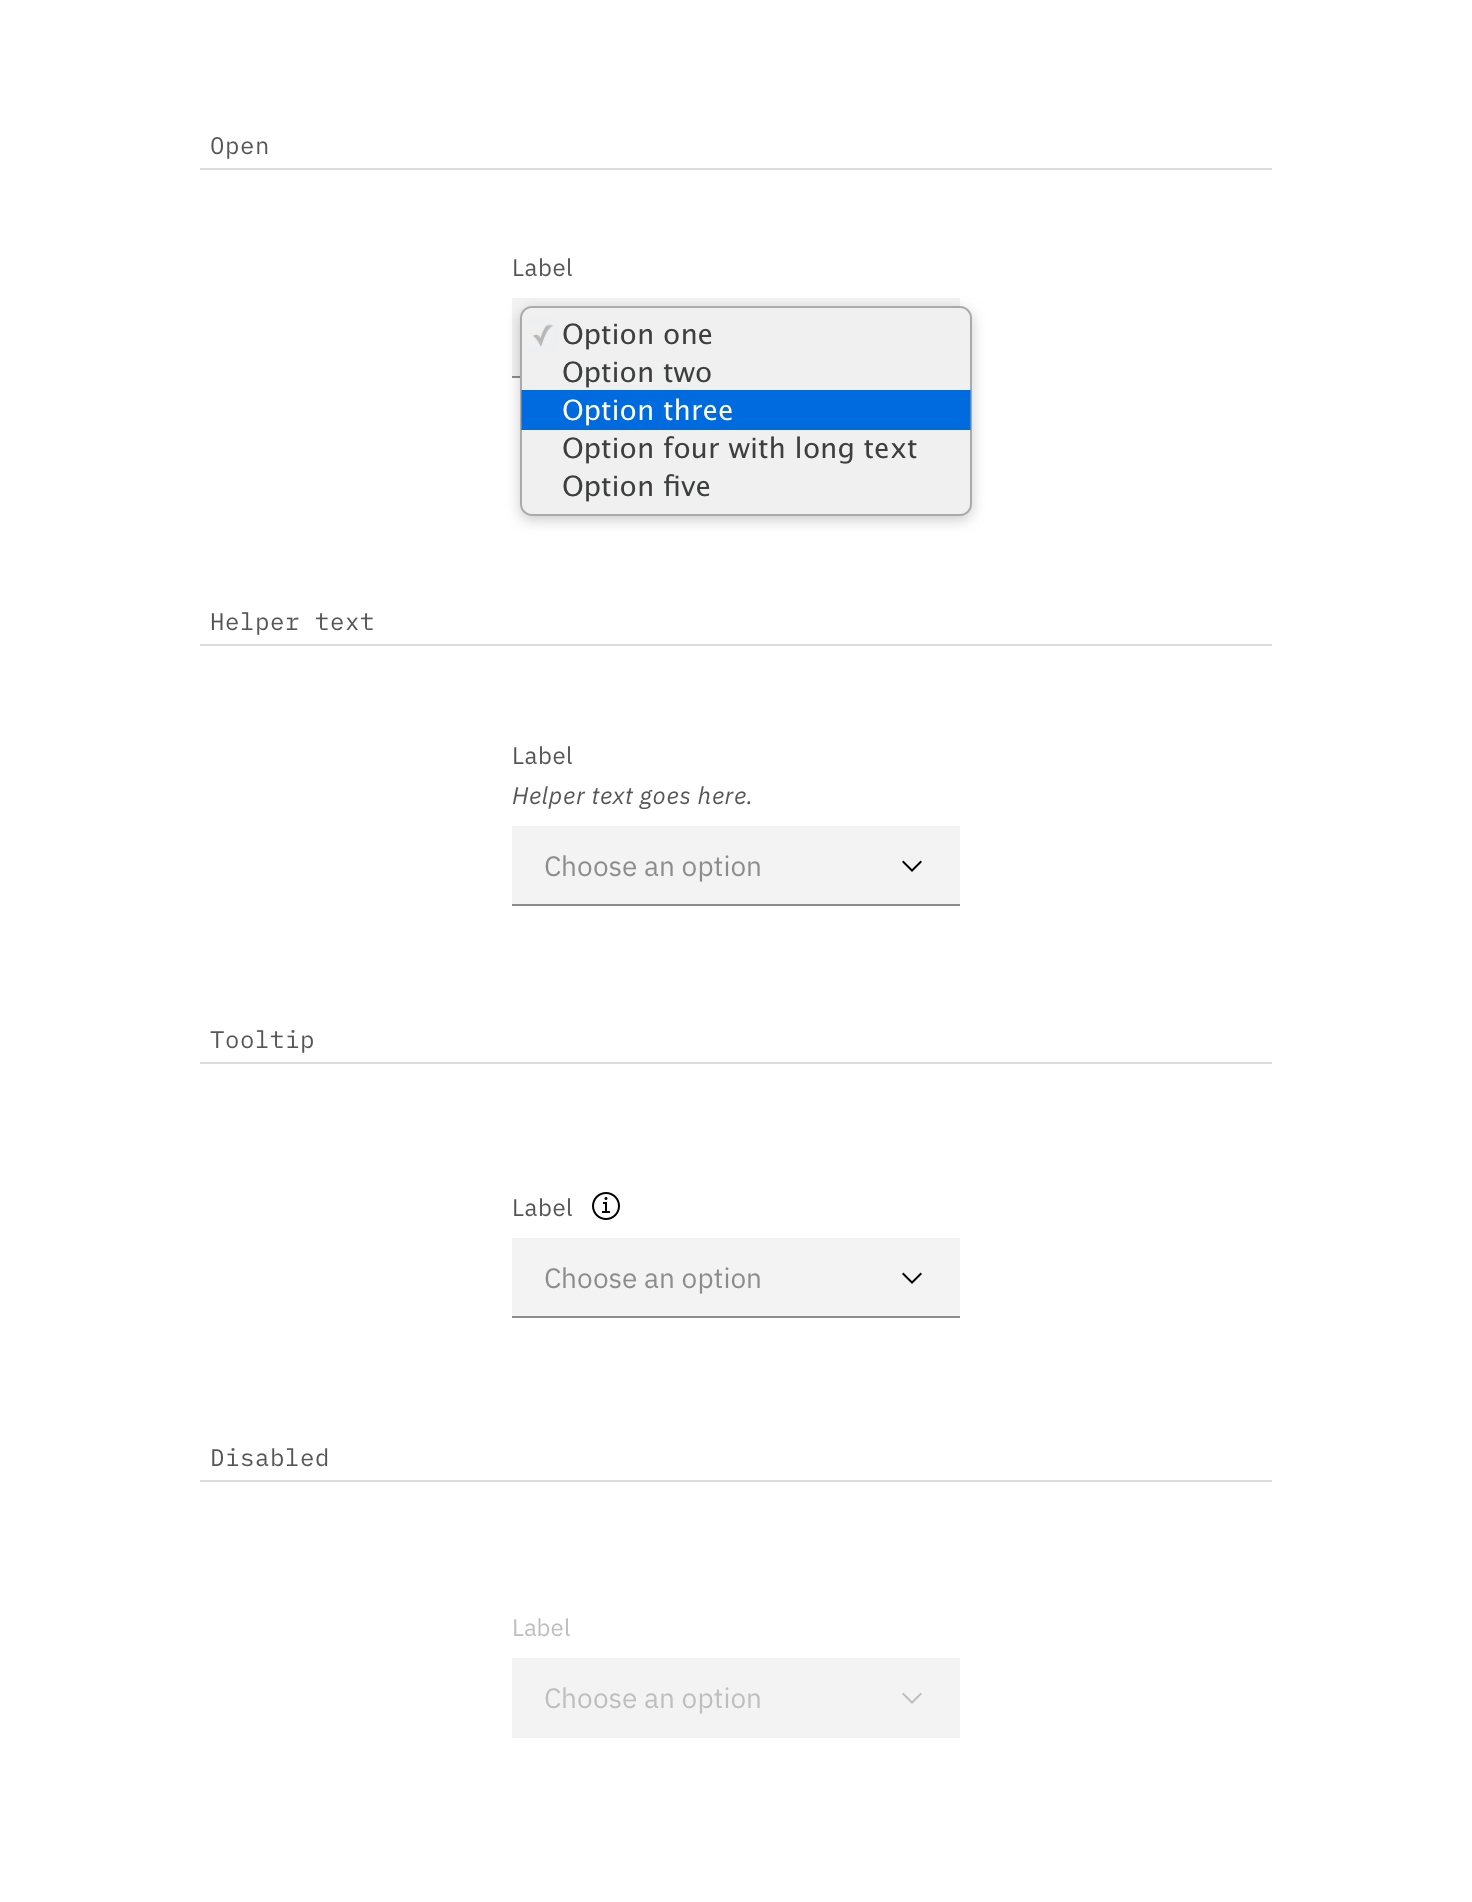 Open
Label
✓ Option one
Option two
Option three
Option four with long text
Option five
Helper text
Label
Helper text goes here.
Choose an option
Tooltip
Label
Choose an option
Disabled
Label
Choose an option